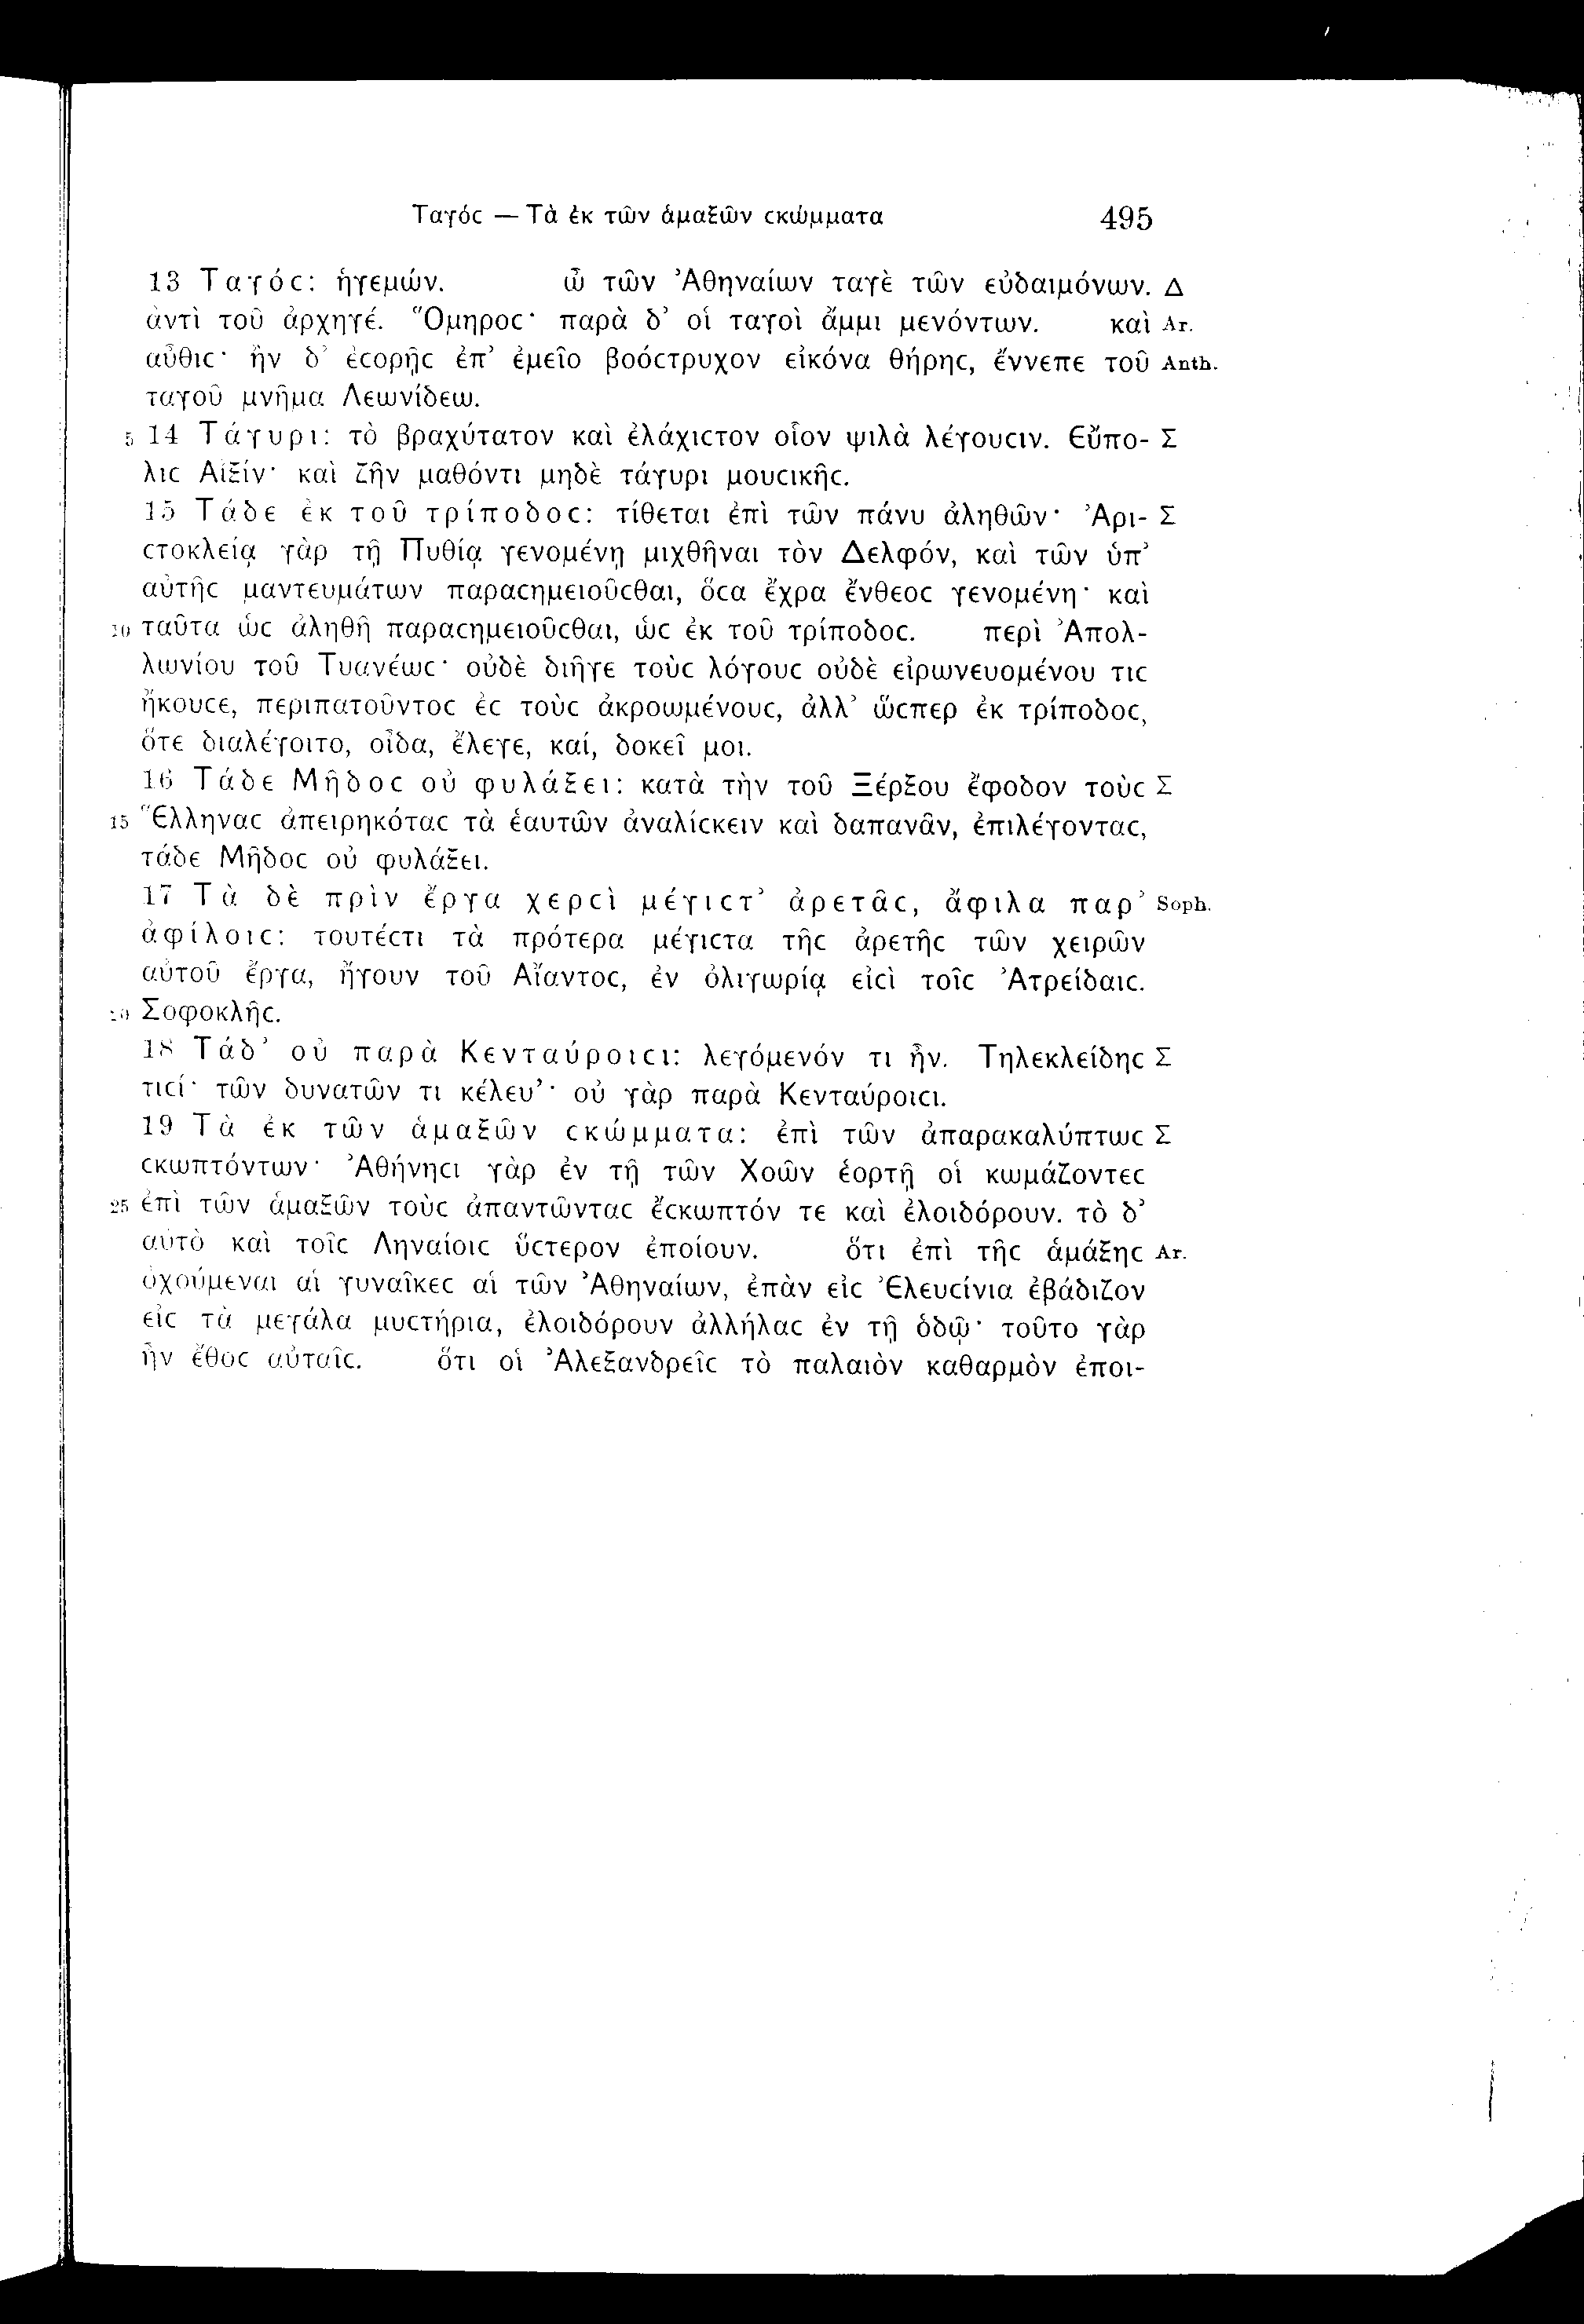 Ταγόϲ — Τὰ ἐκ τῶν ἁμαξῶν ϲκώμματα 495
13 Ταγόϲ: ἡγεμών. ὦ τῶν Ἀθηναίων ταγὲ τῶν εὐδαιμόνων. Δ
ἀντὶ τοῦ ἀρχηγέ. Ὅμηροϲ· παρὰ δ’ οἱ ταγοὶ ἄμμι μενόντων. καὶ Ar.
αὖθιϲ· ἣν δ’ ἐϲορῇϲ ἐπ’ ἐμεῖο βοόϲτρυχον εἰκόνα θήρηϲ, ἔννεπε τοῦ Anth.
ταγοῦ μνῆμα Λεωνίδεω.
5 14 Τάγυρι: τὸ βραχύτατον καὶ ἐλάχιϲτον οἷον ψιλὰ λέγουϲιν. Εὔπο- Σ
λιϲ Αἰξίν· καὶ ζῆν μαθόντι μηδὲ τάγυρι μουϲικῆϲ.
15 Τάδε ἐκ τοῦ τρίποδοϲ: τίθεται ἐπὶ τῶν πάνυ ἀληθῶν· Ἀρι- Σ
ϲτοκλείᾳ γὰρ τῇ Πυθίᾳ γενομένῃ μιχθῆναι τὸν Δελφόν, καὶ τῶν ὑπ’
αὐτῆϲ μαντευμάτων παραϲημειοῦϲθαι, ὅϲα ἔχρα ἔνθεοϲ γενομένη· καὶ
10 ταῦτα ὡϲ ἀληθῆ παραϲημειοῦϲθαι, ὡϲ ἐκ τοῦ τρίποδοϲ. περὶ Ἀπολ-
λωνίου τοῦ Τυανέωϲ· οὐδὲ διῆγε τοὺϲ λόγουϲ οὐδὲ εἰρωνευομένου τιϲ
ἤκουϲε, περιπατοῦντοϲ ἐϲ τοὺϲ ἀκροωμένουϲ, ἀλλ’ ὥϲπερ ἐκ τρίποδοϲ,
ὅτε διαλέγοιτο, οἶδα, ἔλεγε, καί, δοκεῖ μοι.
16 Τάδε Μῆδοϲ οὐ φυλάξει: κατὰ τὴν τοῦ Ξέρξου ἔφοδον τοὺϲ Σ
15 Ἕλληναϲ ἀπειρηκόταϲ τὰ ἑαυτῶν ἀναλίϲκειν καὶ δαπανᾶν, ἐπιλέγονταϲ,
τάδε Μῆδοϲ οὐ φυλάξει.
17 Τὰ δὲ πρὶν ἔργα χερϲὶ μέγιϲτ’ ἀρετᾶϲ, ἄφιλα παρ’ Soph.
ἀφίλοιϲ: τουτέϲτι τὰ πρότερα μέγιϲτα τῆϲ ἀρετῆϲ τῶν χειρῶν
αὐτοῦ ἔργα, ἤγουν τοῦ Αἴαντοϲ, ἐν ὀλιγωρίᾳ εἰϲὶ τοῖϲ Ἀτρείδαιϲ.
20 Σοφοκλῆϲ.
18 Τάδ’ οὐ παρὰ Κενταύροιϲι: λεγόμενόν τι ἦν. Τηλεκλείδηϲ Σ
τιϲί· τῶν δυνατῶν τι κέλευ’· οὐ γὰρ παρὰ Κενταύροιϲι.
19 Τὰ ἐκ τῶν ἁμαξῶν ϲκώμματα: ἐπὶ τῶν ἀπαρακαλύπτωϲ Σ
ϲκωπτόντων· Ἀθήνηϲι γὰρ ἐν τῇ τῶν Χοῶν ἑορτῇ οἱ κωμάζοντεϲ
25 ἐπὶ τῶν ἁμαξῶν τοὺϲ ἀπαντῶνταϲ ἔϲκωπτόν τε καὶ ἐλοιδόρουν. τὸ δ’
αὐτὸ καὶ τοῖϲ Ληναίοιϲ ὕϲτερον ἐποίουν. ὅτι ἐπὶ τῆϲ ἁμάξηϲ Ar.
ὀχούμεναι αἱ γυναῖκεϲ αἱ τῶν Ἀθηναίων, ἐπὰν εἰϲ Ἐλευϲίνια ἐβάδιζον
εἰϲ τὰ μεγάλα μυϲτήρια, ἐλοιδόρουν ἀλλήλαϲ ἐν τῇ ὁδῷ· τοῦτο γὰρ
ἦν ἔθοϲ αὐταῖϲ. ὅτι οἱ Ἀλεξανδρεῖϲ τὸ παλαιὸν καθαρμὸν ἐποι-